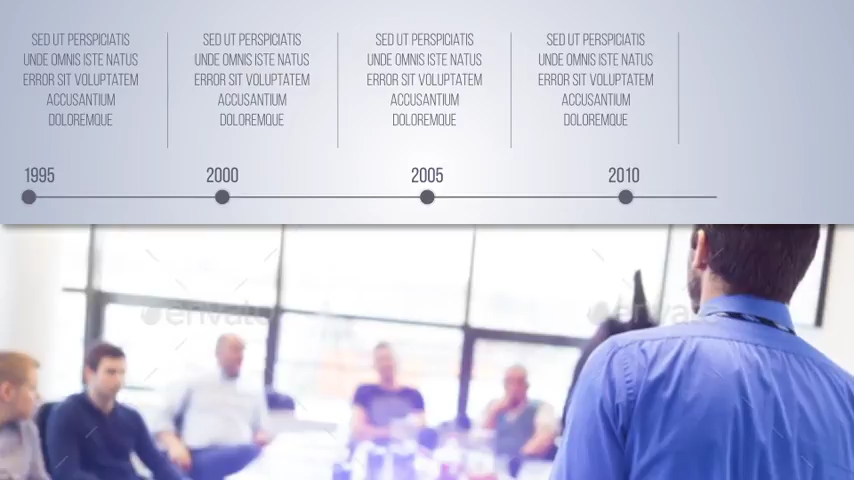 SED UT PERSPICIATIS
UNDE OMNIS ISTE NATUS
ERROR SIT VOLUPTATEM
ACCUSANTIUM
DOLOREMQUE
SED UT PERSPICIATIS
UNDE OMNIS ISTE NATUS
ERROR SIT VOLUPTATEM
ACCUSANTIUM
DOLOREMQUE
SED UT PERSPICIATIS
UNDE OMNIS ISTE NATUS
ERROR SIT VOLUPTATEM
ACCUSANTIUM
DOLOREMQUE
SED UT PERSPICIATIS
UNDE OMNIS ISTE NATUS
ERROR SIT VOLUPTATEM
ACCUSANTIUM
DOLOREMQUE
1995
2000
2005
2010
envato
envato